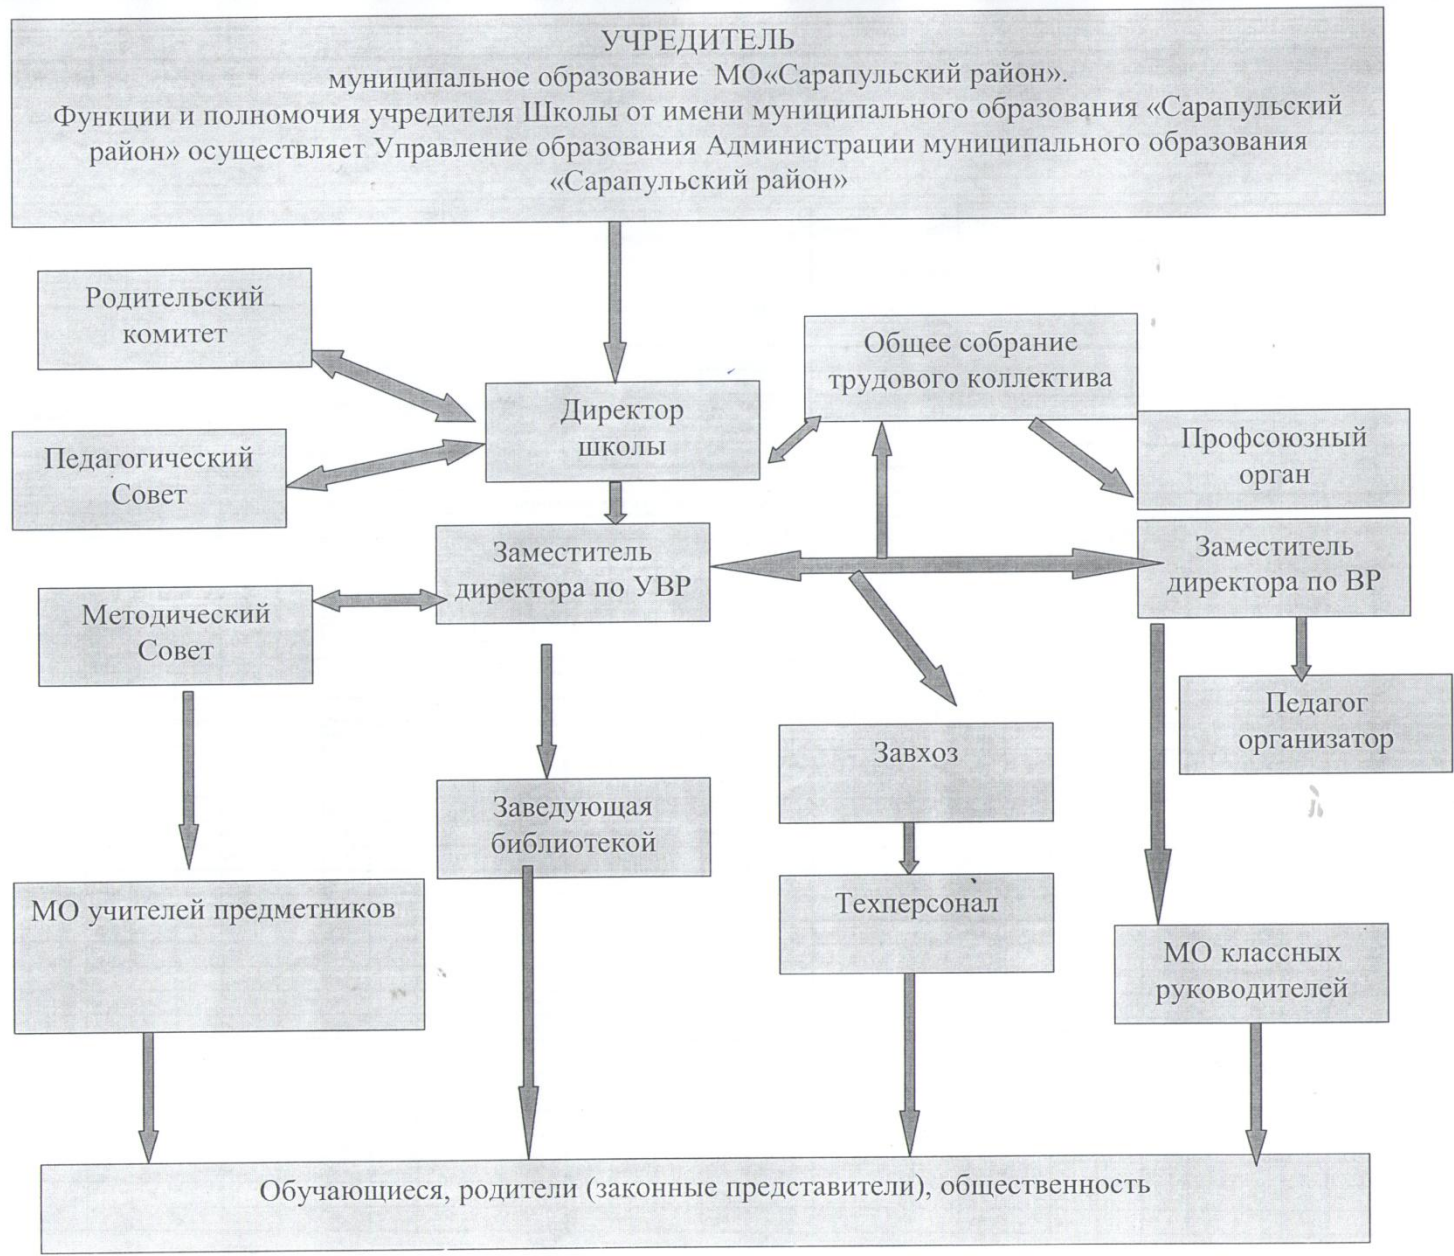 УЧРЕДИТЕЛЬ
муниципальное образование МО«Сарапульский район».
Функции и полномочия учредителя Школы от имени муниципального образования «Сарапульский
район» осуществляет Управление образования Администрации муниципального образования
«Сарапульский район»
Родительский
комитет
Общее собрание
трудового коллектива
Директор
школы
Профсоюзный
орган
Педагогический
Совет
Заместитель
директора по УВР
Заместитель
директора по ВР
Методический
Совет
Педагог
организатор
Завхоз
Заведующая
библиотекой
МО учителей предметников
Техперсонал
МО классных
руководителей
Обучающиеся, родители (законные представители), общественность